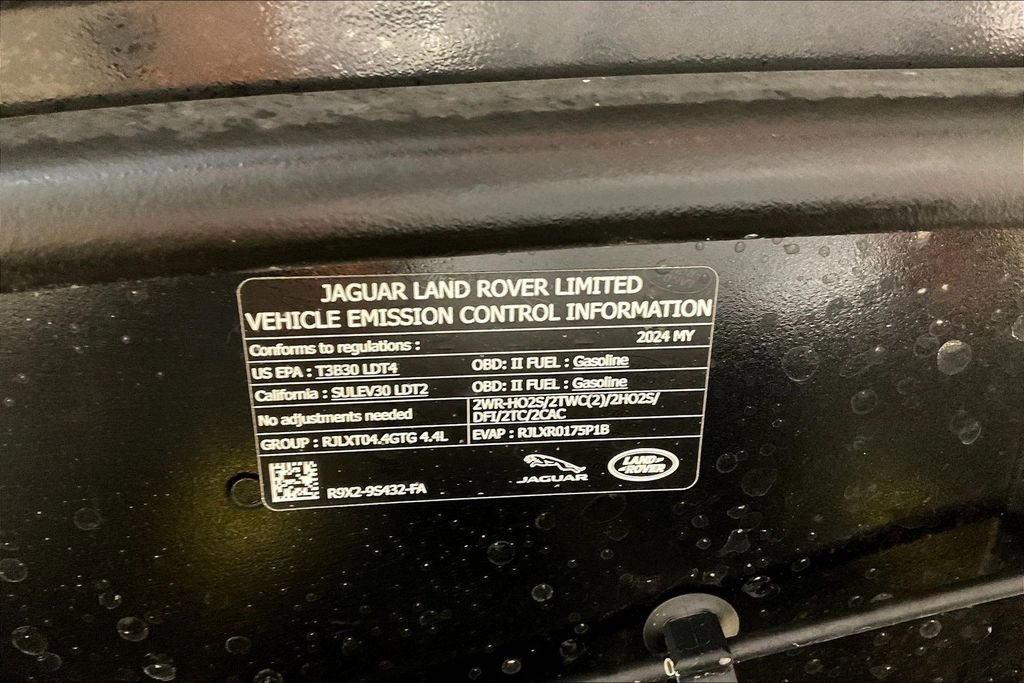 JAGUAR LAND ROVER LIMITED
VEHICLE EMISSION CONTROL INFORMATION
2024 MY
Conforms to regulations :
US EPA : T3B30 LDT4 OBD: II FUEL : Gasoline
California : SULEV30 LDT2 OBD: II FUEL : Gasoline
No adjustments needed
2WR-HO2S/2TWC(2)/2HO2S/
DFI/2TC/2CAC
GROUP : RJLXT04.4GTG 4.4L EVAP : RJLXR0175P1B
R9X2-9S432-FA
JAGUAR
LAND ROVER